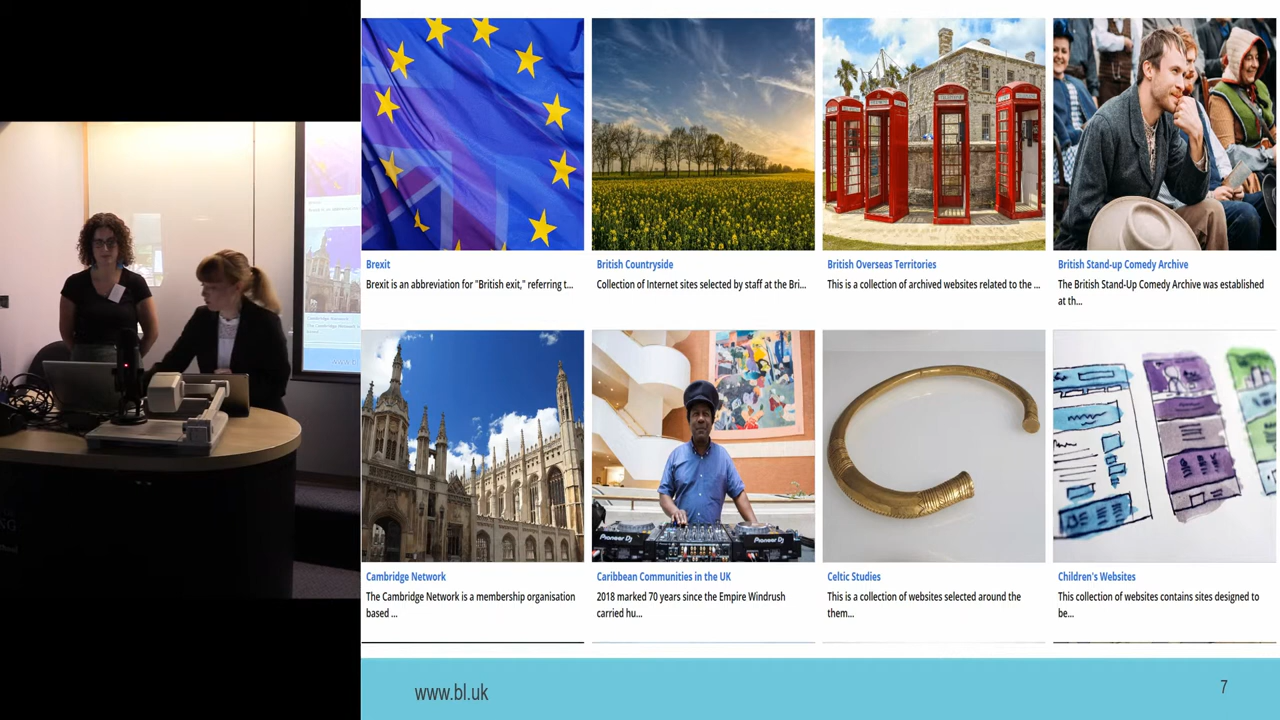 Brexit
Brexit is an abbreviation for "British exit," referring t...
British Countryside
Collection of Internet sites selected by staff at the Bri...
British Overseas Territories
This is a collection of archived websites related to the ...
British Stand-up Comedy Archive
The British Stand-Up Comedy Archive was established
at th...
Cambridge Network
The Cambridge Network is a membership organisation
based ...
Caribbean Communities in the UK
2018 marked 70 years since the Empire Windrush
carried hu...
Celtic Studies
This is a collection of websites selected around the
them...
Children's Websites
This collection of websites contains sites designed to
be...
Pioneer Dj
Pioneer Dj
www.bl.uk
7